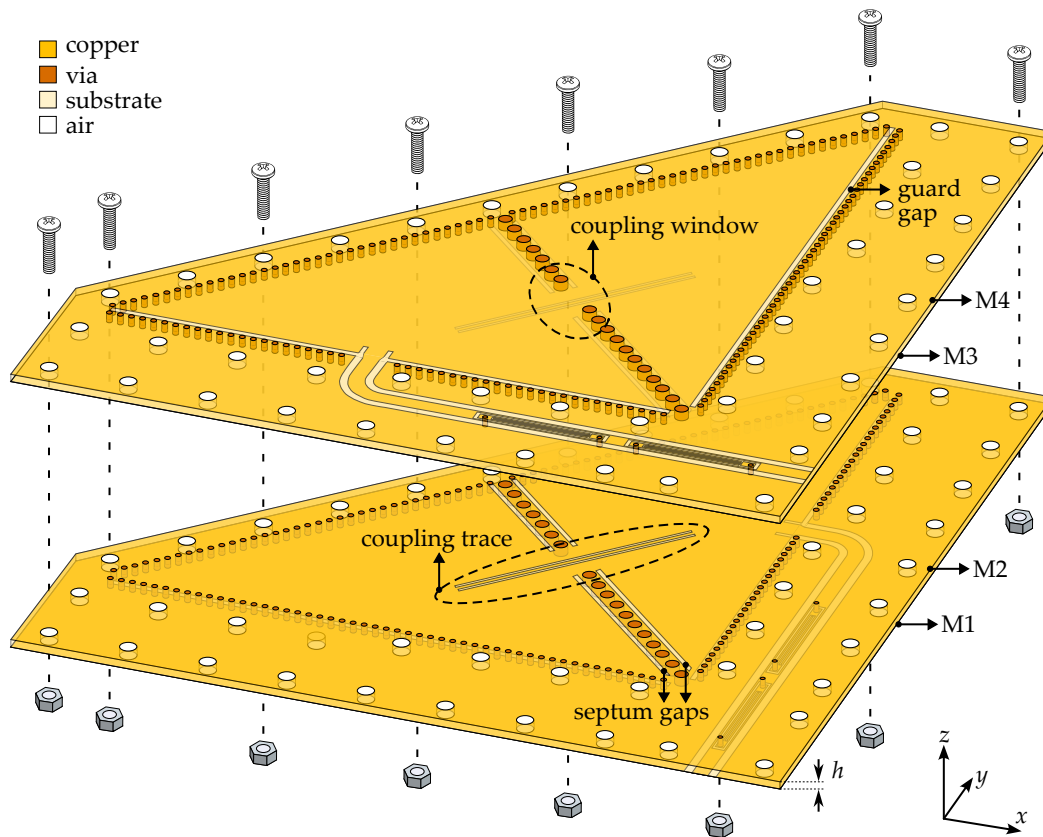 copper
via
substrate
air
guard
gap
coupling window
M4
M3
coupling trace
M2
M1
septum gaps
h
z
y
x